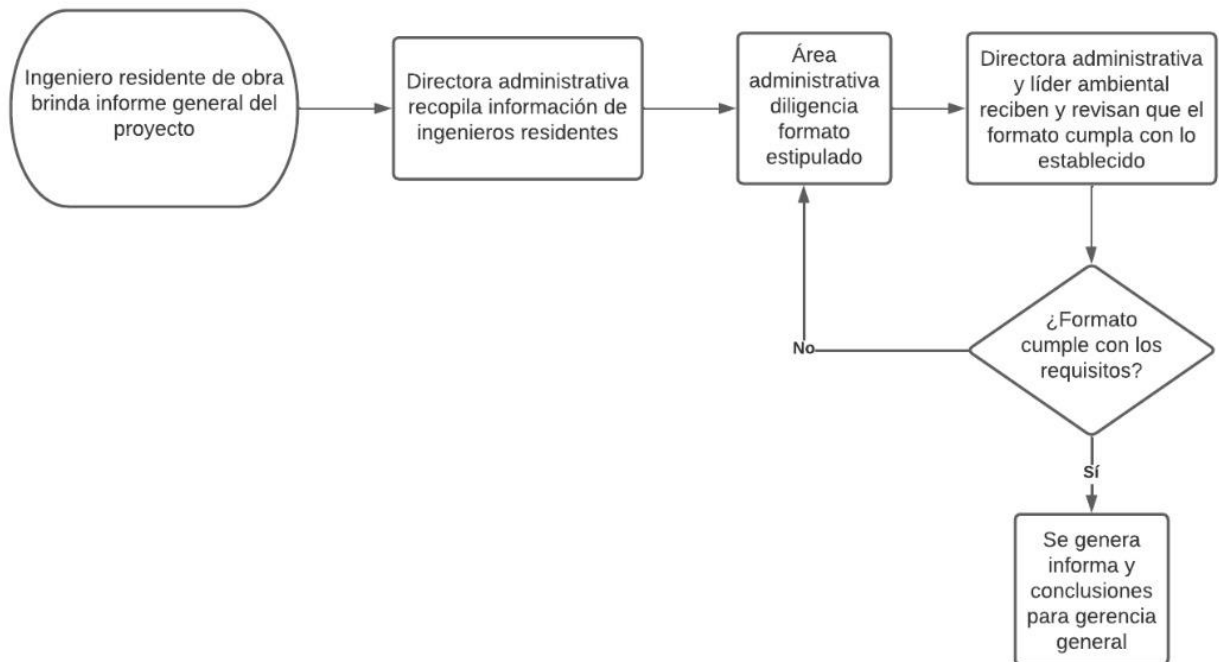 Ingeniero residente de obra
brinda informe general del
proyecto
Directora administrativa
recopila información de
ingenieros residentes
Área
administrativa
diligencia
formato
estipulado
Directora administrativa
y líder ambiental
reciben y revisan que el
formato cumpla con lo
establecido
¿Formato
cumple con los
requisitos?
No
Sí
Se genera
informa y
conclusiones
para gerencia
general